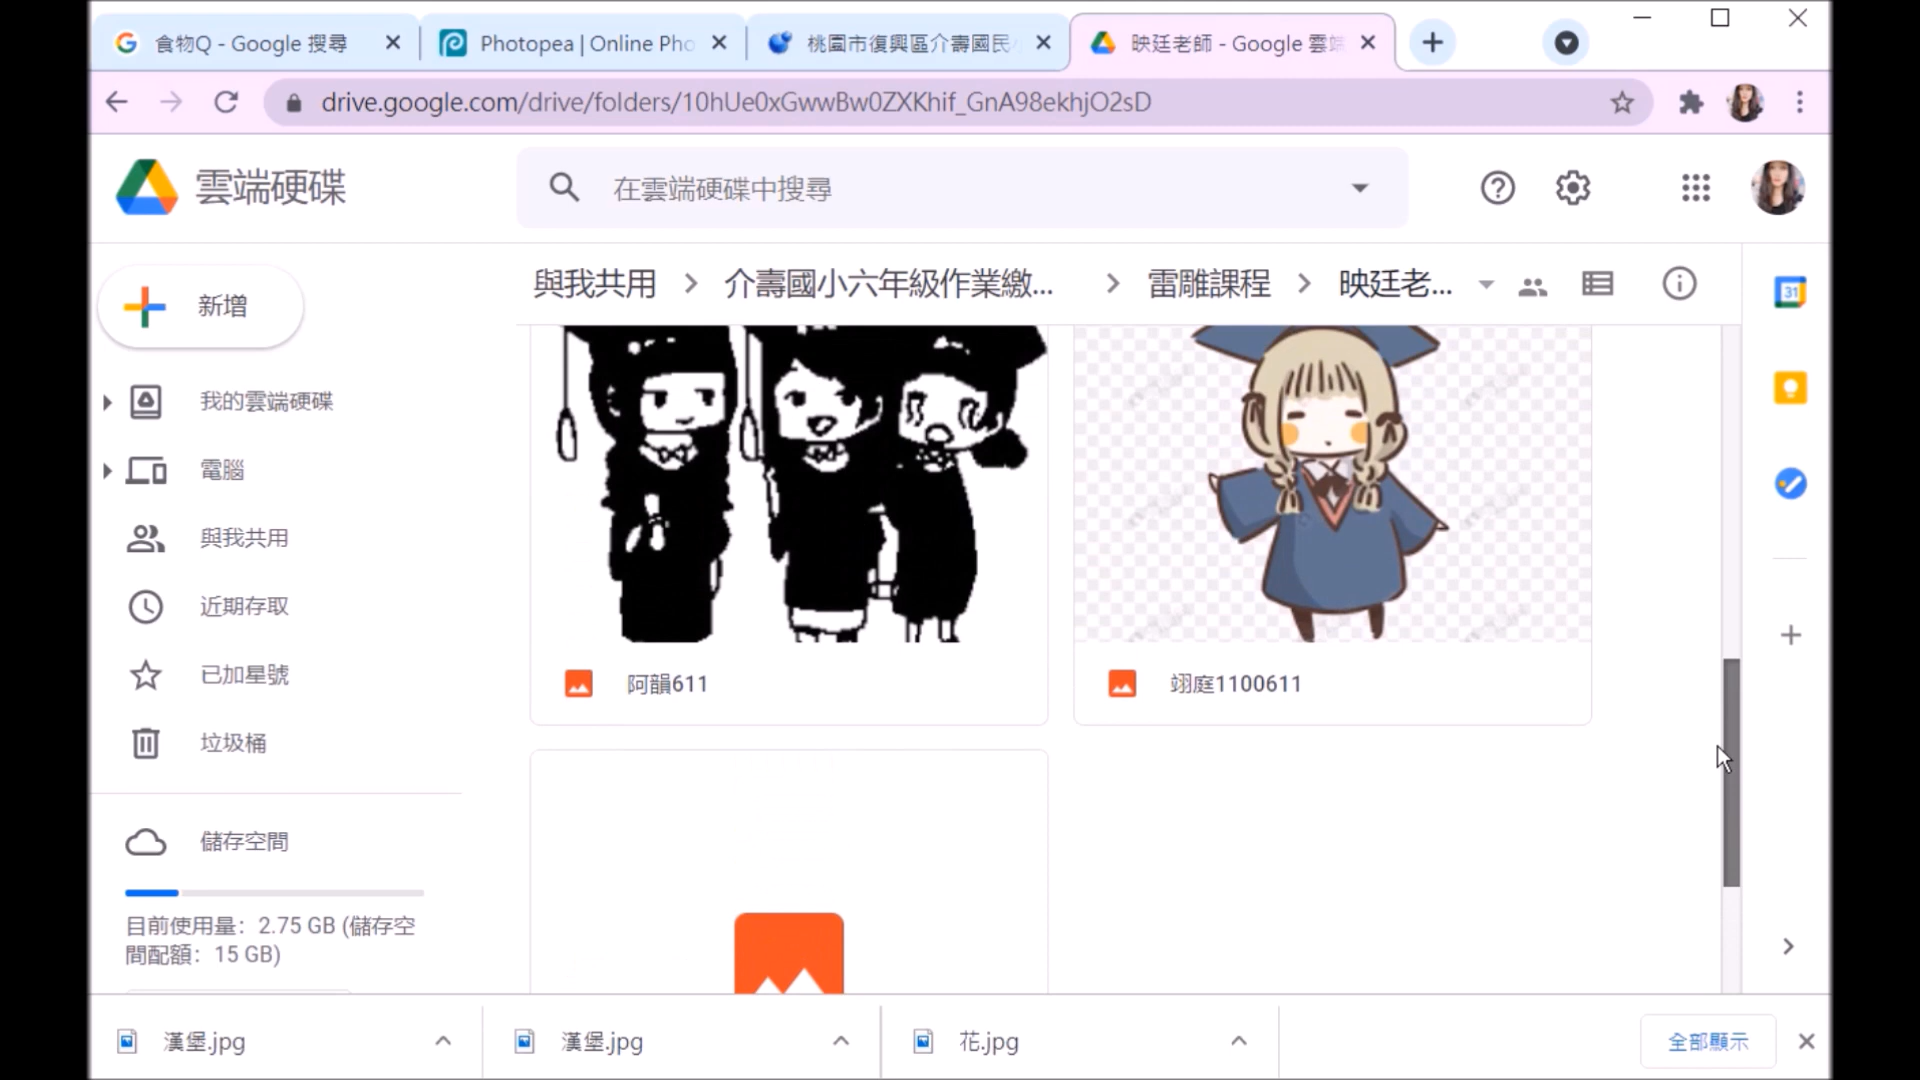 食物Q - Google 搜尋
Photopea | Online Pho
桃園市復興區介壽國民小
映廷老師 - Google 雲端
drive.google.com/drive/folders/10hUe0xGwwBw0ZXKhif_GnA98ekhjO2sD
雲端硬碟
在雲端硬碟中搜尋
新增
與我共用
介壽國小六年級作業繳...
雷雕課程
映廷老...
31
我的雲端硬碟
電腦
與我共用
近期存取
已加星號
垃圾桶
儲存空間
目前使用量：2.75 GB (儲存空
間配額：15 GB)
阿韻611
翊庭1100611
漢堡.jpg
漢堡.jpg
花.jpg
全部顯示